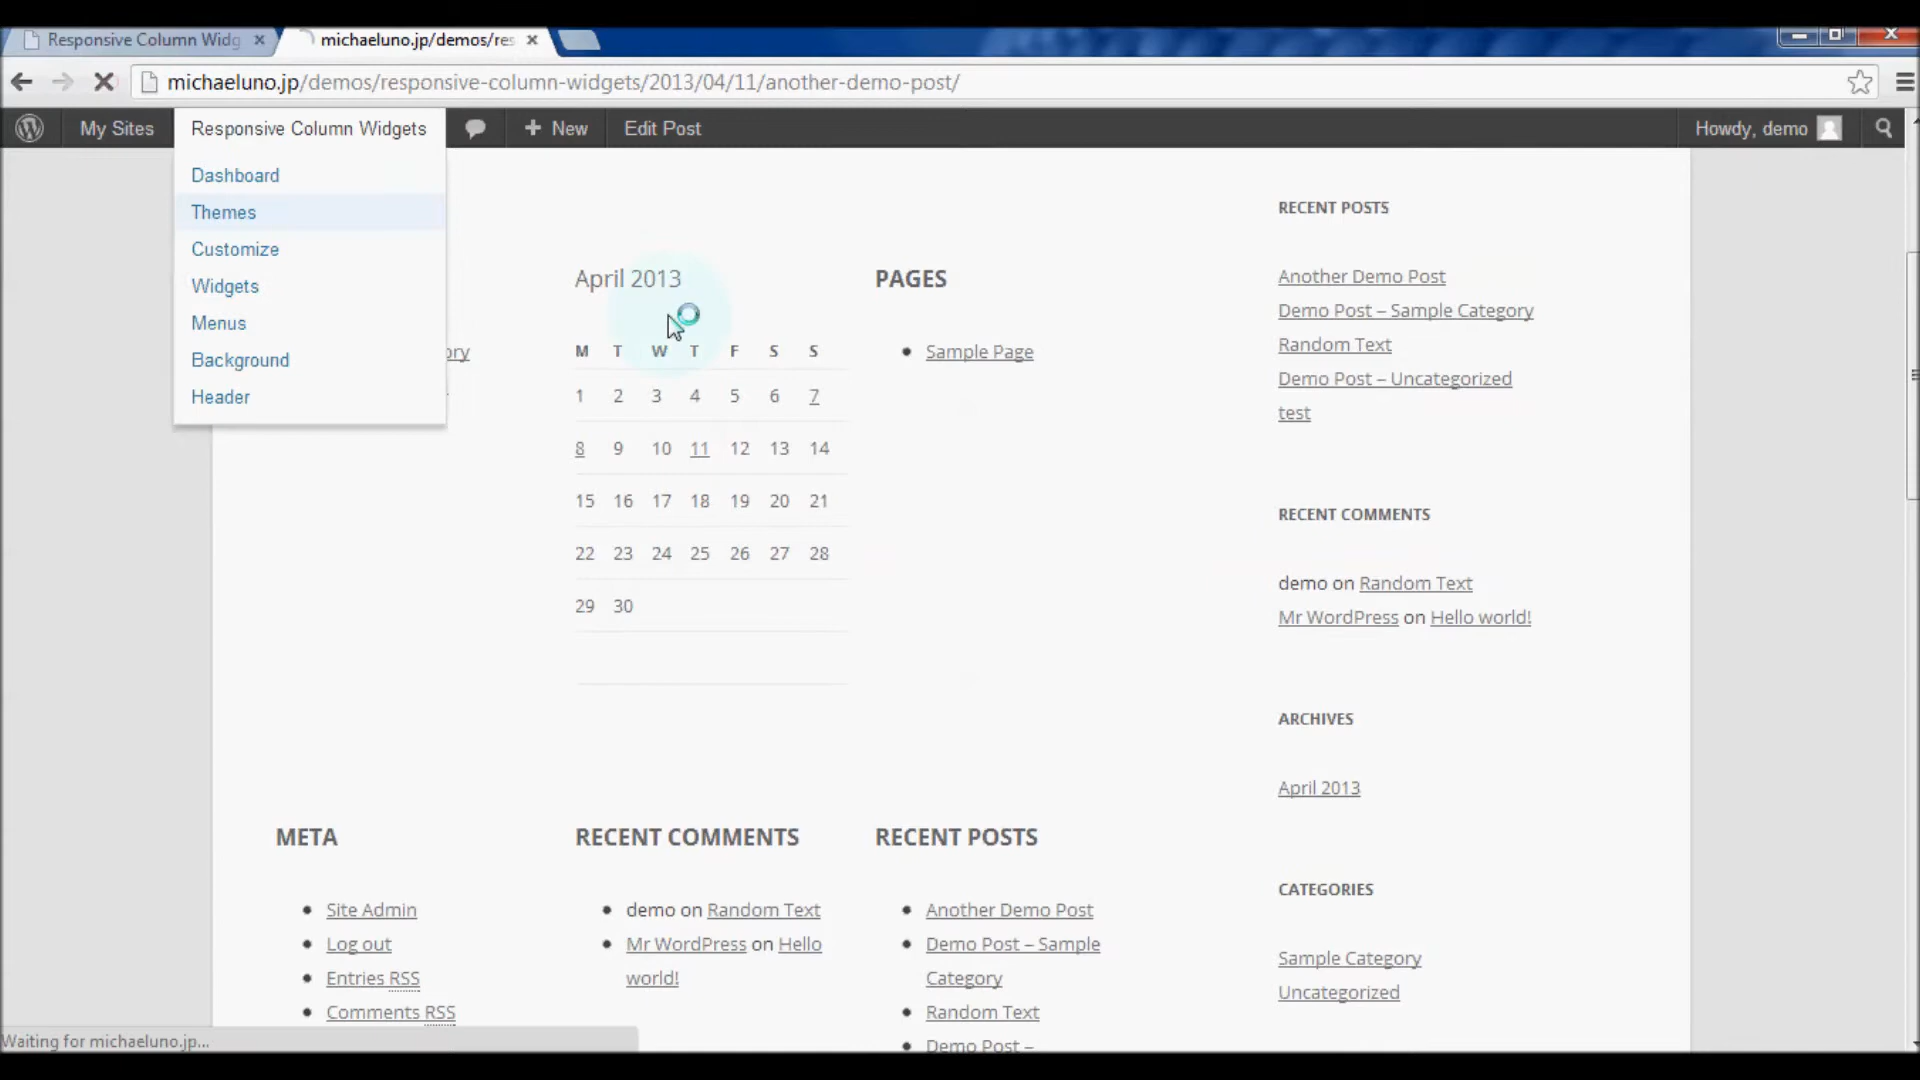 Responsive Column Widg
michaeluno.jp/demos/res
michaeluno.jp/demos/responsive-column-widgets/2013/04/11/another-demo-post/
My Sites
Responsive Column Widgets
New
Edit Post
Howdy, demo
Dashboard
Themes
Customize
Widgets
Menus
Background
Header
ory
April 2013
M T W T F S S
1 2 3 4 5 6 7
8 9 10 11 12 13 14
15 16 17 18 19 20 21
22 23 24 25 26 27 28
29 30
PAGES
Sample Page
RECENT POSTS
Another Demo Post
Demo Post – Sample Category
Random Text
Demo Post – Uncategorized
test
RECENT COMMENTS
demo on Random Text
Mr WordPress on Hello world!
ARCHIVES
April 2013
CATEGORIES
Sample Category
Uncategorized
META
Site Admin
Log out
Entries RSS
Comments RSS
RECENT COMMENTS
demo on Random Text
Mr WordPress on Hello
world!
RECENT POSTS
Another Demo Post
Demo Post – Sample
Category
Random Text
Demo Post –
Waiting for michaeluno.jp...